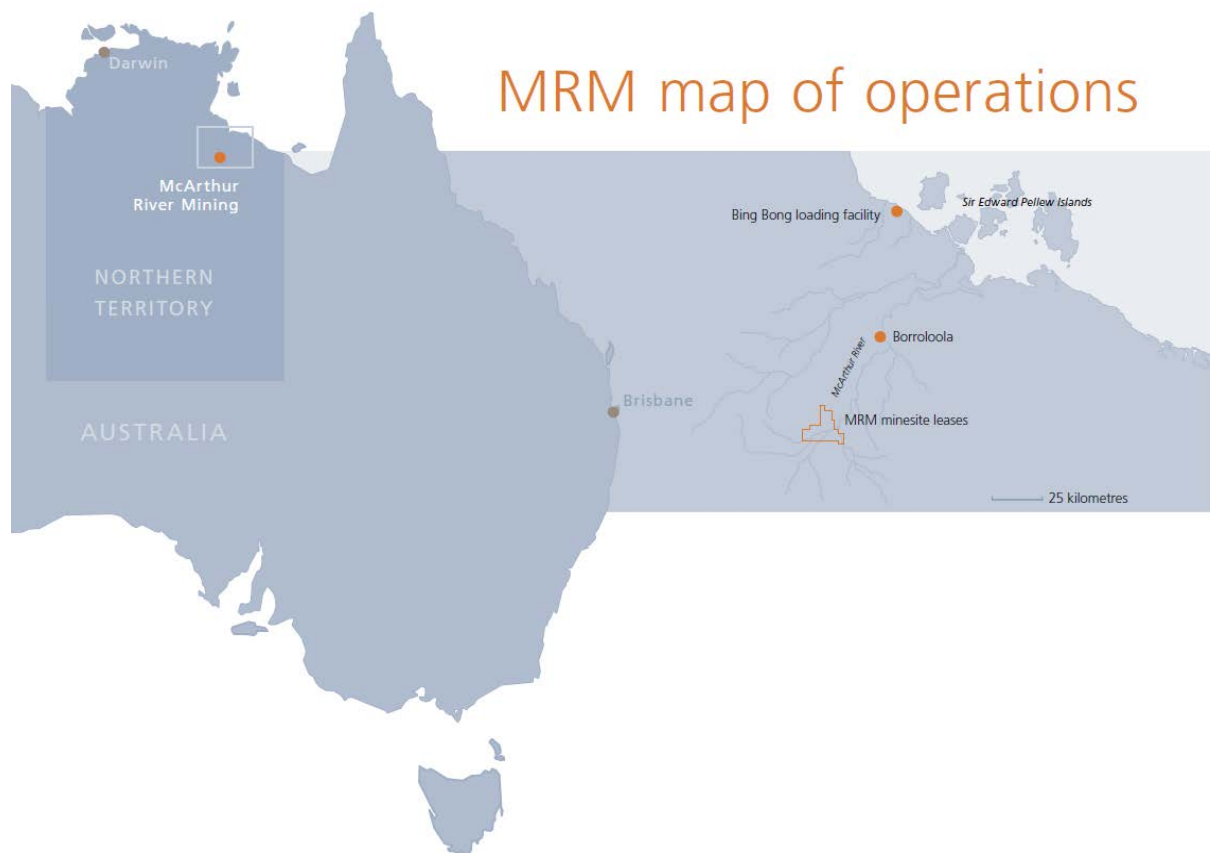 MRM map of operations
Darwin
McArthur
River Mining
NORTHERN
TERRITORY
AUSTRALIA
Brisbane
Bing Bong loading facility
Sir Edward Pellew Islands
Borroloola
McArthur River
MRM minesite leases
25 kilometres